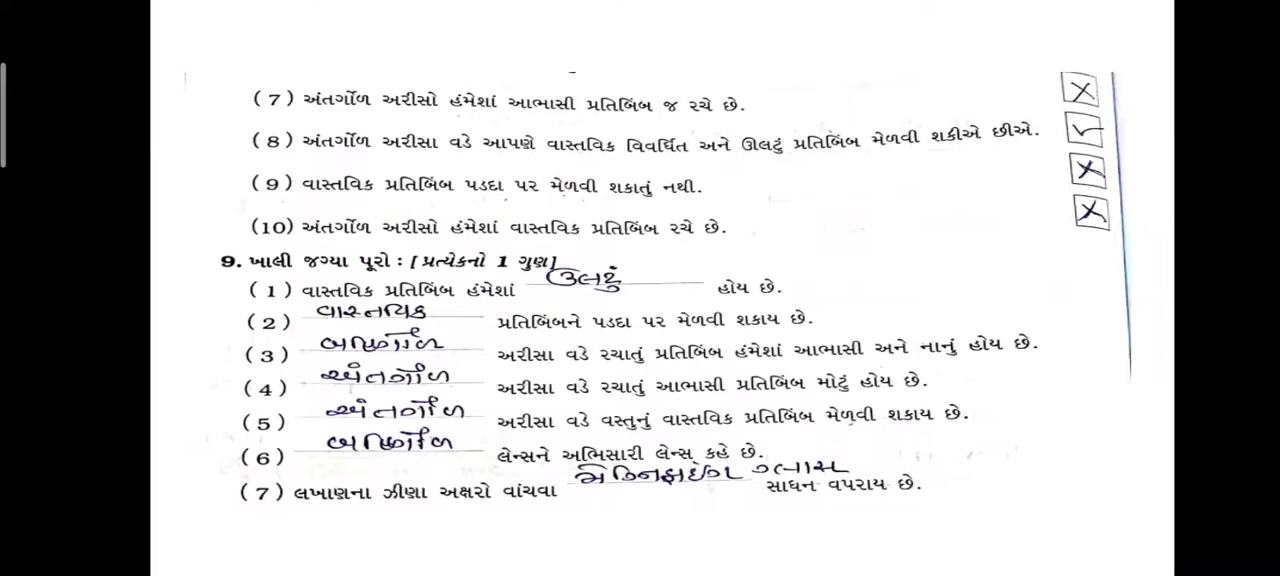 (7) અંતર્ગોળ અરીસો હંમેશાં આભાસી પ્રતિબિંબ જ રચે છે.
(8) અંતર્ગોળ અરીસા વડે આપણે વાસ્તવિક વિવર્ધિત અને ઊલટું પ્રતિબિંબ મેળવી શકીએ છીએ.
(9) વાસ્તવિક પ્રતિબિંબ પડદા પર મેળવી શકાતું નથી.
(10) અંતર્ગોળ અરીસો હંમેશાં વાસ્તવિક પ્રતિબિંબ રચે છે.
9. ખાલી જગ્યા પૂરો : [પ્રત્યેકનો 1 ગુણ]
(1) વાસ્તવિક પ્રતિબિંબ હંમેશાં ઉલટું હોય છે.
(2) વાસ્તવિક પ્રતિબિંબને પડદા પર મેળવી શકાય છે.
(3) બહિર્ગોળ અરીસા વડે રચાતું પ્રતિબિંબ હંમેશાં આભાસી અને નાનું હોય છે.
(4) અંતર્ગોળ અરીસા વડે રચાતું આભાસી પ્રતિબિંબ મોટું હોય છે.
(5) અંતર્ગોળ અરીસા વડે વસ્તુનું વાસ્તવિક પ્રતિબિંબ મેળવી શકાય છે.
(6) બહિર્ગોળ લેન્સને અભિસારી લેન્સ કહે છે.
(7) લખાણના ઝીણા અક્ષરો વાંચવા મેગ્નિફાઇંગ ગ્લાસ સાધન વપરાય છે.